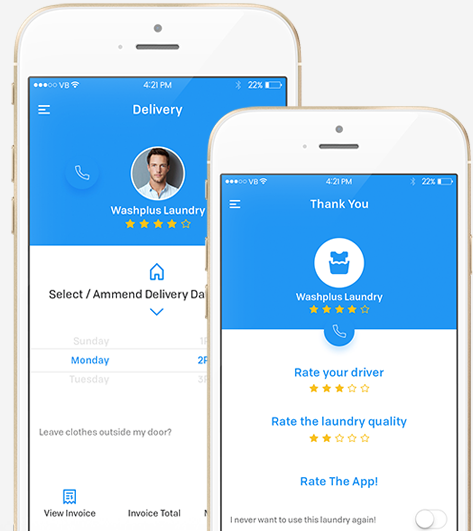 VB 4:21 PM 22%
Delivery
Washplus Laundry
Select / Ammend Delivery Da
Sunday 1
Monday 2P
Tuesday 3P
Leave clothes outside my door?
View Invoice Invoice Total
VB 4:21 PM 22%
Thank You
Washplus Laundry
Rate your driver
Rate the laundry quality
Rate The App!
I never want to use this laundry again!